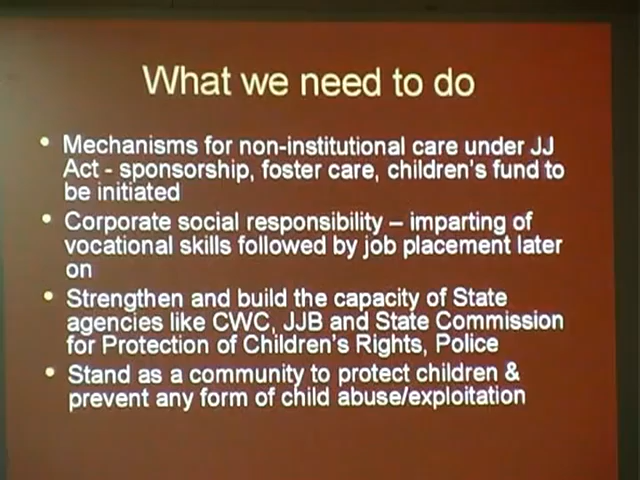 What we need to do
• Mechanisms for non-institutional care under JJ
Act - sponsorship, foster care, children's fund to
be initiated
• Corporate social responsibility – imparting of
vocational skills followed by job placement later
on
• Strengthen and build the capacity of State
agencies like CWC, JJB and State Commission
for Protection of Children's Rights, Police
• Stand as a community to protect children &
prevent any form of child abuse/exploitation